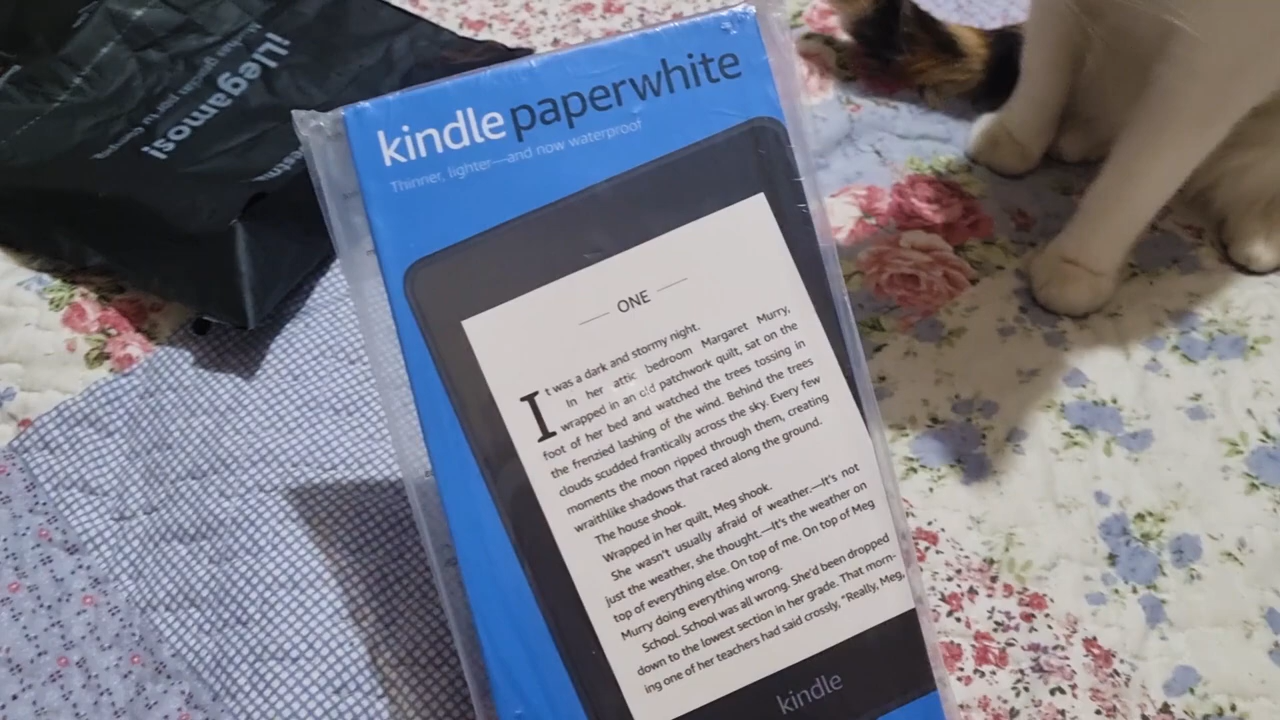 ¡Llegamos!
kindle paperwhite
Thinner, lighter—and now waterproof
ONE
It was a dark and stormy night.
In her attic bedroom Margaret Murry,
wrapped in an old patchwork quilt, sat on the
foot of her bed and watched the trees tossing in
the frenzied lashing of the wind. Behind the trees
clouds scudded frantically across the sky. Every few
moments the moon ripped through them, creating
wraithlike shadows that raced along the ground.
The house shook.
Wrapped in her quilt, Meg shook.
She wasn't usually afraid of weather.—It's not
just the weather, she thought.—It's the weather on
top of everything else. On top of me. On top of Meg
Murry doing everything wrong.
School. School was all wrong. She'd been dropped
down to the lowest section in her grade. That morn-
ing one of her teachers had said crossly, "Really, Meg,
kindle